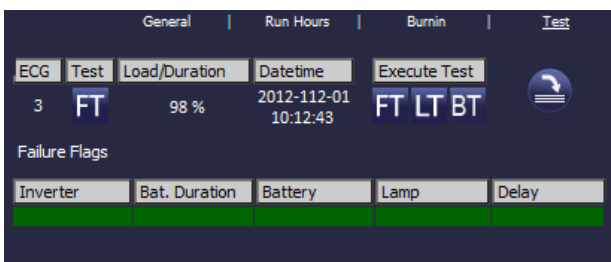 General | Run Hours | Burnin | Test
ECG Test Load/Duration Datetime Execute Test
3 FT 98 % 2012-112-01 FT LT BT
10:12:43
Failure Flags
Inverter Bat. Duration Battery Lamp Delay